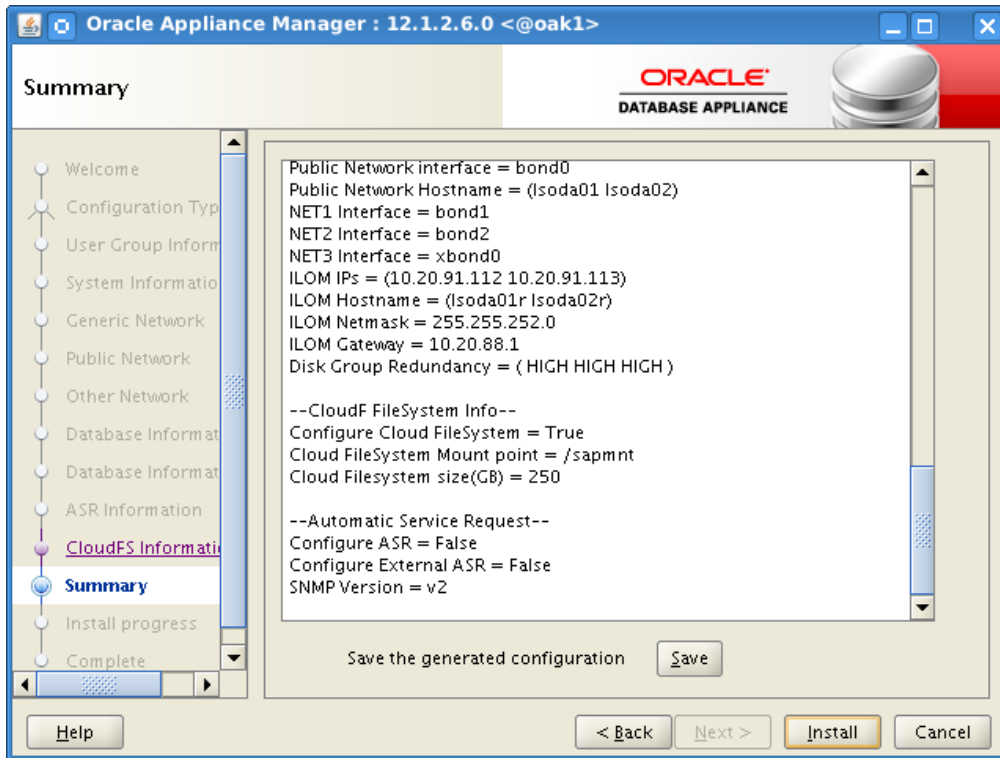 Oracle Appliance Manager : 12.1.2.6.0 <@oak1>
Summary
ORACLE
DATABASE APPLIANCE
Welcome
Configuration Typ
User Group Inform
System Informatio
Generic Network
Public Network
Other Network
Database Informat
Database Informat
ASR Information
CloudFS Informati
Summary
Install progress
Complete
Public Network interface = bond0
Public Network Hostname = (lsoda01 lsoda02)
NET1 Interface = bond1
NET2 Interface = bond2
NET3 Interface = xbond0
ILOM IPs = (10.20.91.112 10.20.91.113)
ILOM Hostname = (lsoda01r lsoda02r)
ILOM Netmask = 255.255.252.0
ILOM Gateway = 10.20.88.1
Disk Group Redundancy = ( HIGH HIGH HIGH )
--CloudF FileSystem Info--
Configure Cloud FileSystem = True
Cloud FileSystem Mount point = /sapmnt
Cloud Filesystem size(GB) = 250
--Automatic Service Request--
Configure ASR = False
Configure External ASR = False
SNMP Version = v2
Save the generated configuration Save
Help < Back Next > Install Cancel